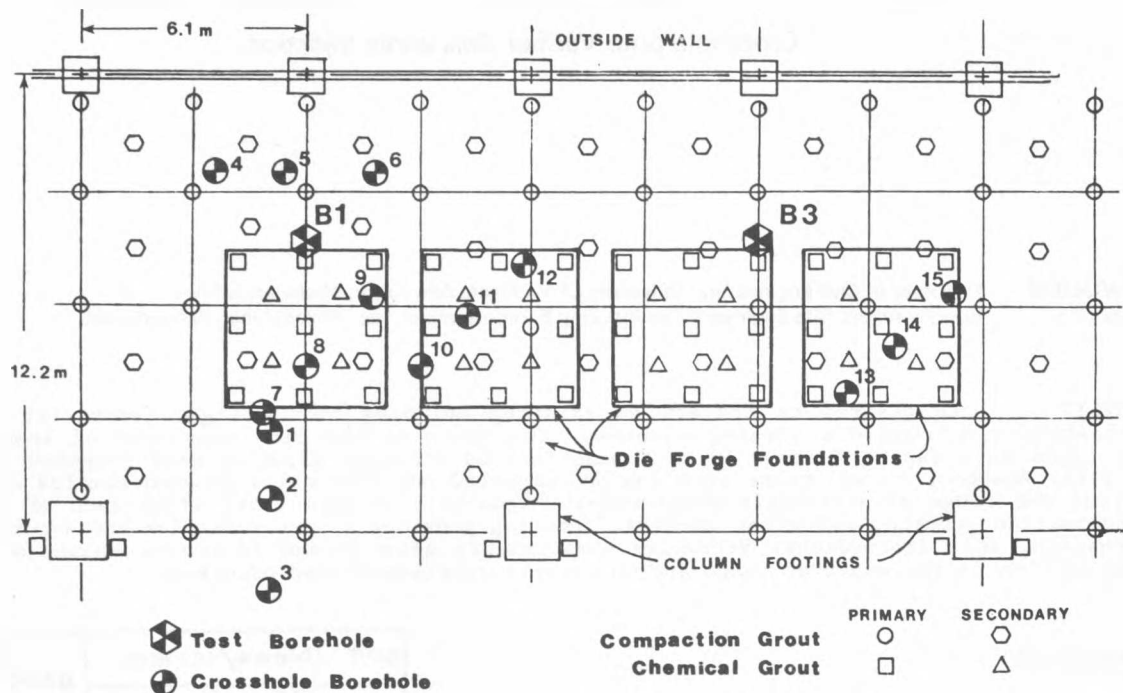 6.1 m
OUTSIDE WALL
4
5
6
B1
B3
9
12
15
11
14
12.2 m
8
10
13
7
1
Die Forge Foundations
2
COLUMN FOOTINGS
3
PRIMARY SECONDARY
Test Borehole
Compaction Grout
Chemical Grout
Crosshole Borehole